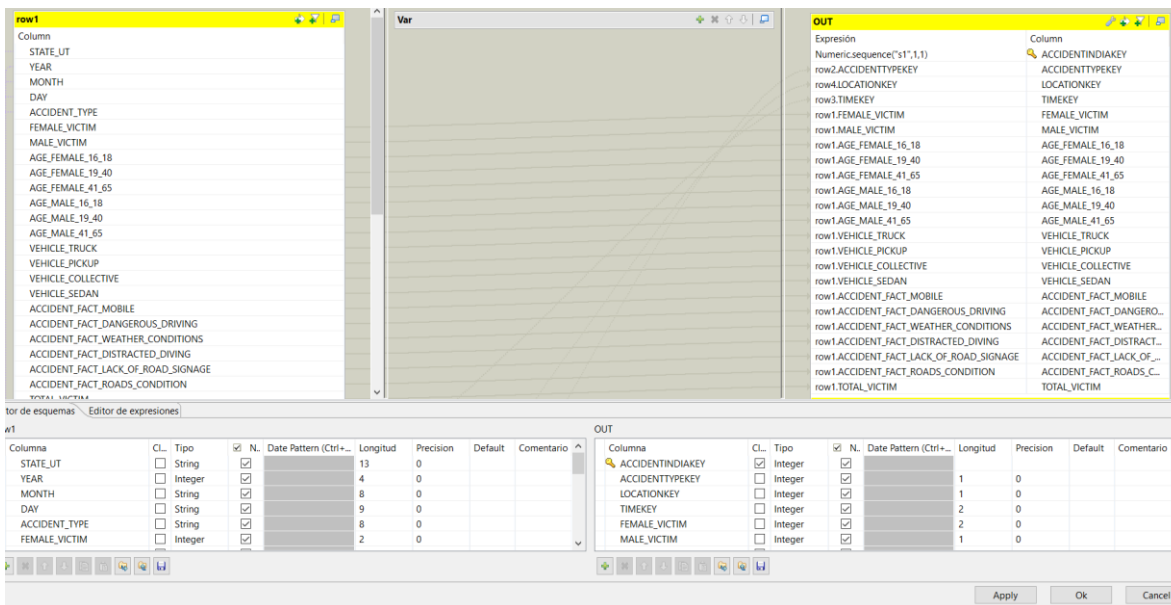 row1
Column
STATE_UT
YEAR
MONTH
DAY
ACCIDENT_TYPE
FEMALE_VICTIM
MALE_VICTIM
AGE_FEMALE_16_18
AGE_FEMALE_19_40
AGE_FEMALE_41_65
AGE_MALE_16_18
AGE_MALE_19_40
AGE_MALE_41_65
VEHICLE_TRUCK
VEHICLE_PICKUP
VEHICLE_COLLECTIVE
VEHICLE_SEDAN
ACCIDENT_FACT_MOBILE
ACCIDENT_FACT_DANGEROUS_DRIVING
ACCIDENT_FACT_WEATHER_CONDITIONS
ACCIDENT_FACT_DISTRACTED_DIVING
ACCIDENT_FACT_LACK_OF_ROAD_SIGNAGE
ACCIDENT_FACT_ROADS_CONDITION
TOTAL_VICTIM
Var
OUT
Expresión Column
Numeric.sequence("s1",1,1) ACCIDENTINDIAKEY
row2.ACCIDENTTYPEKEY ACCIDENTTYPEKEY
row4.LOCATIONKEY LOCATIONKEY
row3.TIMEKEY TIMEKEY
row1.FEMALE_VICTIM FEMALE_VICTIM
row1.MALE_VICTIM MALE_VICTIM
row1.AGE_FEMALE_16_18 AGE_FEMALE_16_18
row1.AGE_FEMALE_19_40 AGE_FEMALE_19_40
row1.AGE_FEMALE_41_65 AGE_FEMALE_41_65
row1.AGE_MALE_16_18 AGE_MALE_16_18
row1.AGE_MALE_19_40 AGE_MALE_19_40
row1.AGE_MALE_41_65 AGE_MALE_41_65
row1.VEHICLE_TRUCK VEHICLE_TRUCK
row1.VEHICLE_PICKUP VEHICLE_PICKUP
row1.VEHICLE_COLLECTIVE VEHICLE_COLLECTIVE
row1.VEHICLE_SEDAN VEHICLE_SEDAN
row1.ACCIDENT_FACT_MOBILE ACCIDENT_FACT_MOBILE
row1.ACCIDENT_FACT_DANGEROUS_DRIVING ACCIDENT_FACT_DANGERO...
row1.ACCIDENT_FACT_WEATHER_CONDITIONS ACCIDENT_FACT_WEATHER...
row1.ACCIDENT_FACT_DISTRACTED_DIVING ACCIDENT_FACT_DISTRACT...
row1.ACCIDENT_FACT_LACK_OF_ROAD_SIGNAGE ACCIDENT_FACT_LACK_OF_...
row1.ACCIDENT_FACT_ROADS_CONDITION ACCIDENT_FACT_ROADS_C...
row1.TOTAL_VICTIM TOTAL_VICTIM
tor de esquemas Editor de expresiones
w1
Columna Cl... Tipo N.. Date Pattern (Ctrl+... Longitud Precision Default Comentario
STATE_UT String 13 0
YEAR Integer 4 0
MONTH String 8 0
DAY String 9 0
ACCIDENT_TYPE String 8 0
FEMALE_VICTIM Integer 2 0
OUT
Columna Cl... Tipo N.. Date Pattern (Ctrl+... Longitud Precision Default Comentario
ACCIDENTINDIAKEY Integer
ACCIDENTTYPEKEY Integer 1 0
LOCATIONKEY Integer 1 0
TIMEKEY Integer 2 0
FEMALE_VICTIM Integer 2 0
MALE_VICTIM Integer 1 0
Apply Ok Cancel